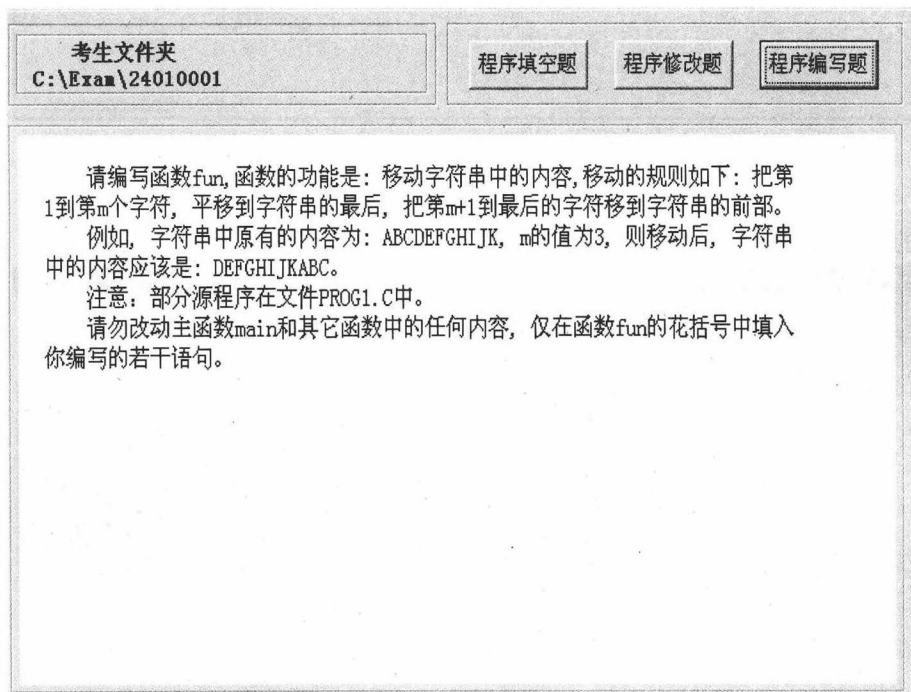 考生文件夹
C:\Exam\24010001
程序填空题
程序修改题
程序编写题
请编写函数fun,函数的功能是: 移动字符串中的内容,移动的规则如下: 把第
1到第m个字符, 平移到字符串的最后, 把第m+1到最后的字符移到字符串的前部。
例如, 字符串中原有的内容为: ABCDEFGHIJK, m的值为3, 则移动后, 字符串
中的内容应该是: DEFGHIJKABC。
注意: 部分源程序在文件PROG1.C中。
请勿改动主函数main和其它函数中的任何内容, 仅在函数fun的花括号中填入
你编写的若干语句。